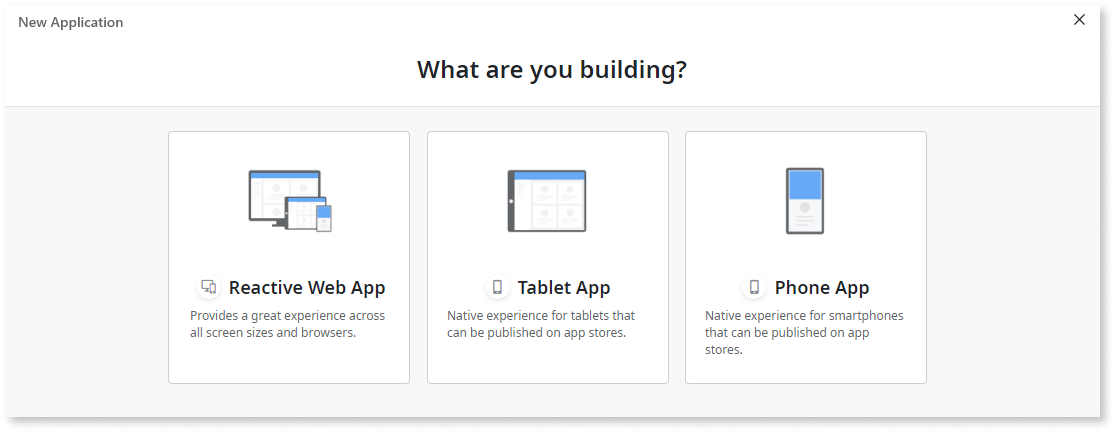 New Application
What are you building?
Reactive Web App
Provides a great experience across
all screen sizes and browsers.
Tablet App
Native experience for tablets that
can be published on app stores.
Phone App
Native experience for smartphones
that can be published on app
stores.